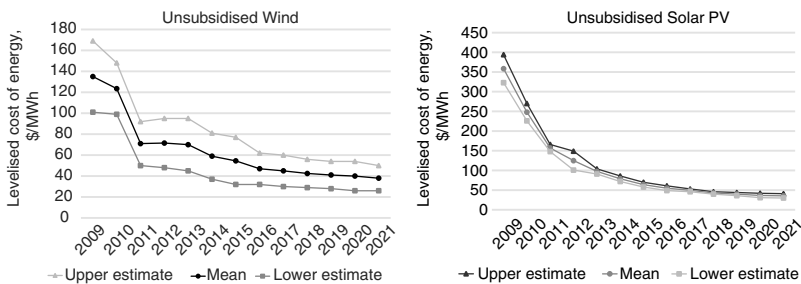 Unsubsidised Wind
Levelised cost of energy,
$/MWh
180
160
140
120
100
80
60
40
20
0
2009 2010 2011 2012 2013 2014 2015 2016 2017 2018 2019 2020 2021
Upper estimate Mean Lower estimate
Unsubsidised Solar PV
Levelised cost of energy,
$/MWh
450
400
350
300
250
200
150
100
50
0
2009 2010 2011 2012 2013 2014 2015 2016 2017 2018 2019 2020 2021
Upper estimate Mean Lower estimate